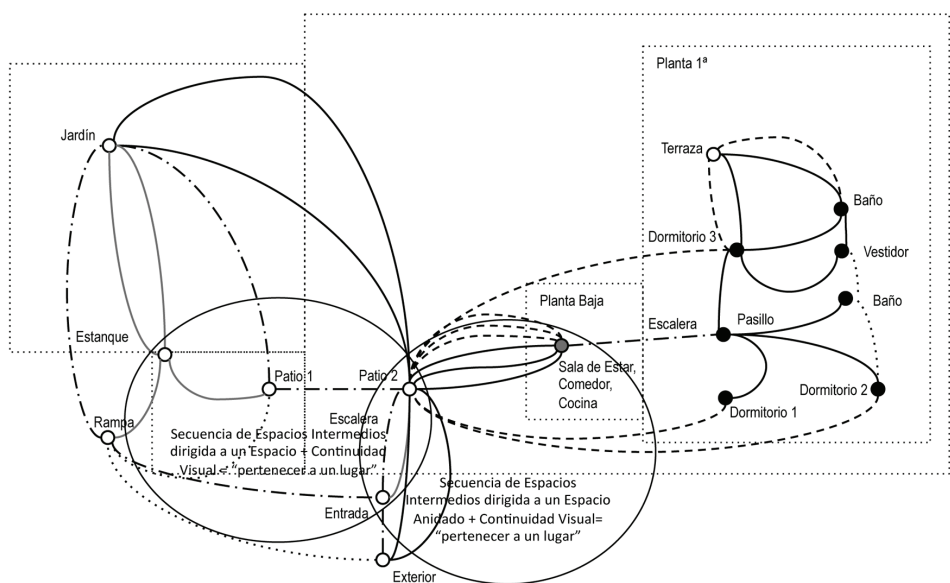 Planta 1ª
Jardín
Terraza
Baño
Dormitorio 3
Vestidor
Planta Baja
Baño
Estanque
Escalera
Pasillo
Sala de Estar,
Comedor,
Cocina
Patio 1
Patio 2
Dormitorio 2
Dormitorio 1
Escalera
Rampa
Secuencia de Espacios Intermedios
dirigida a un Espacio + Continuidad
Visual= “pertenecer a un lugar”
Secuencia de Espacios
Intermedios dirigida a un Espacio
Anidado + Continuidad Visual=
“pertenecer a un lugar”
Entrada
Exterior